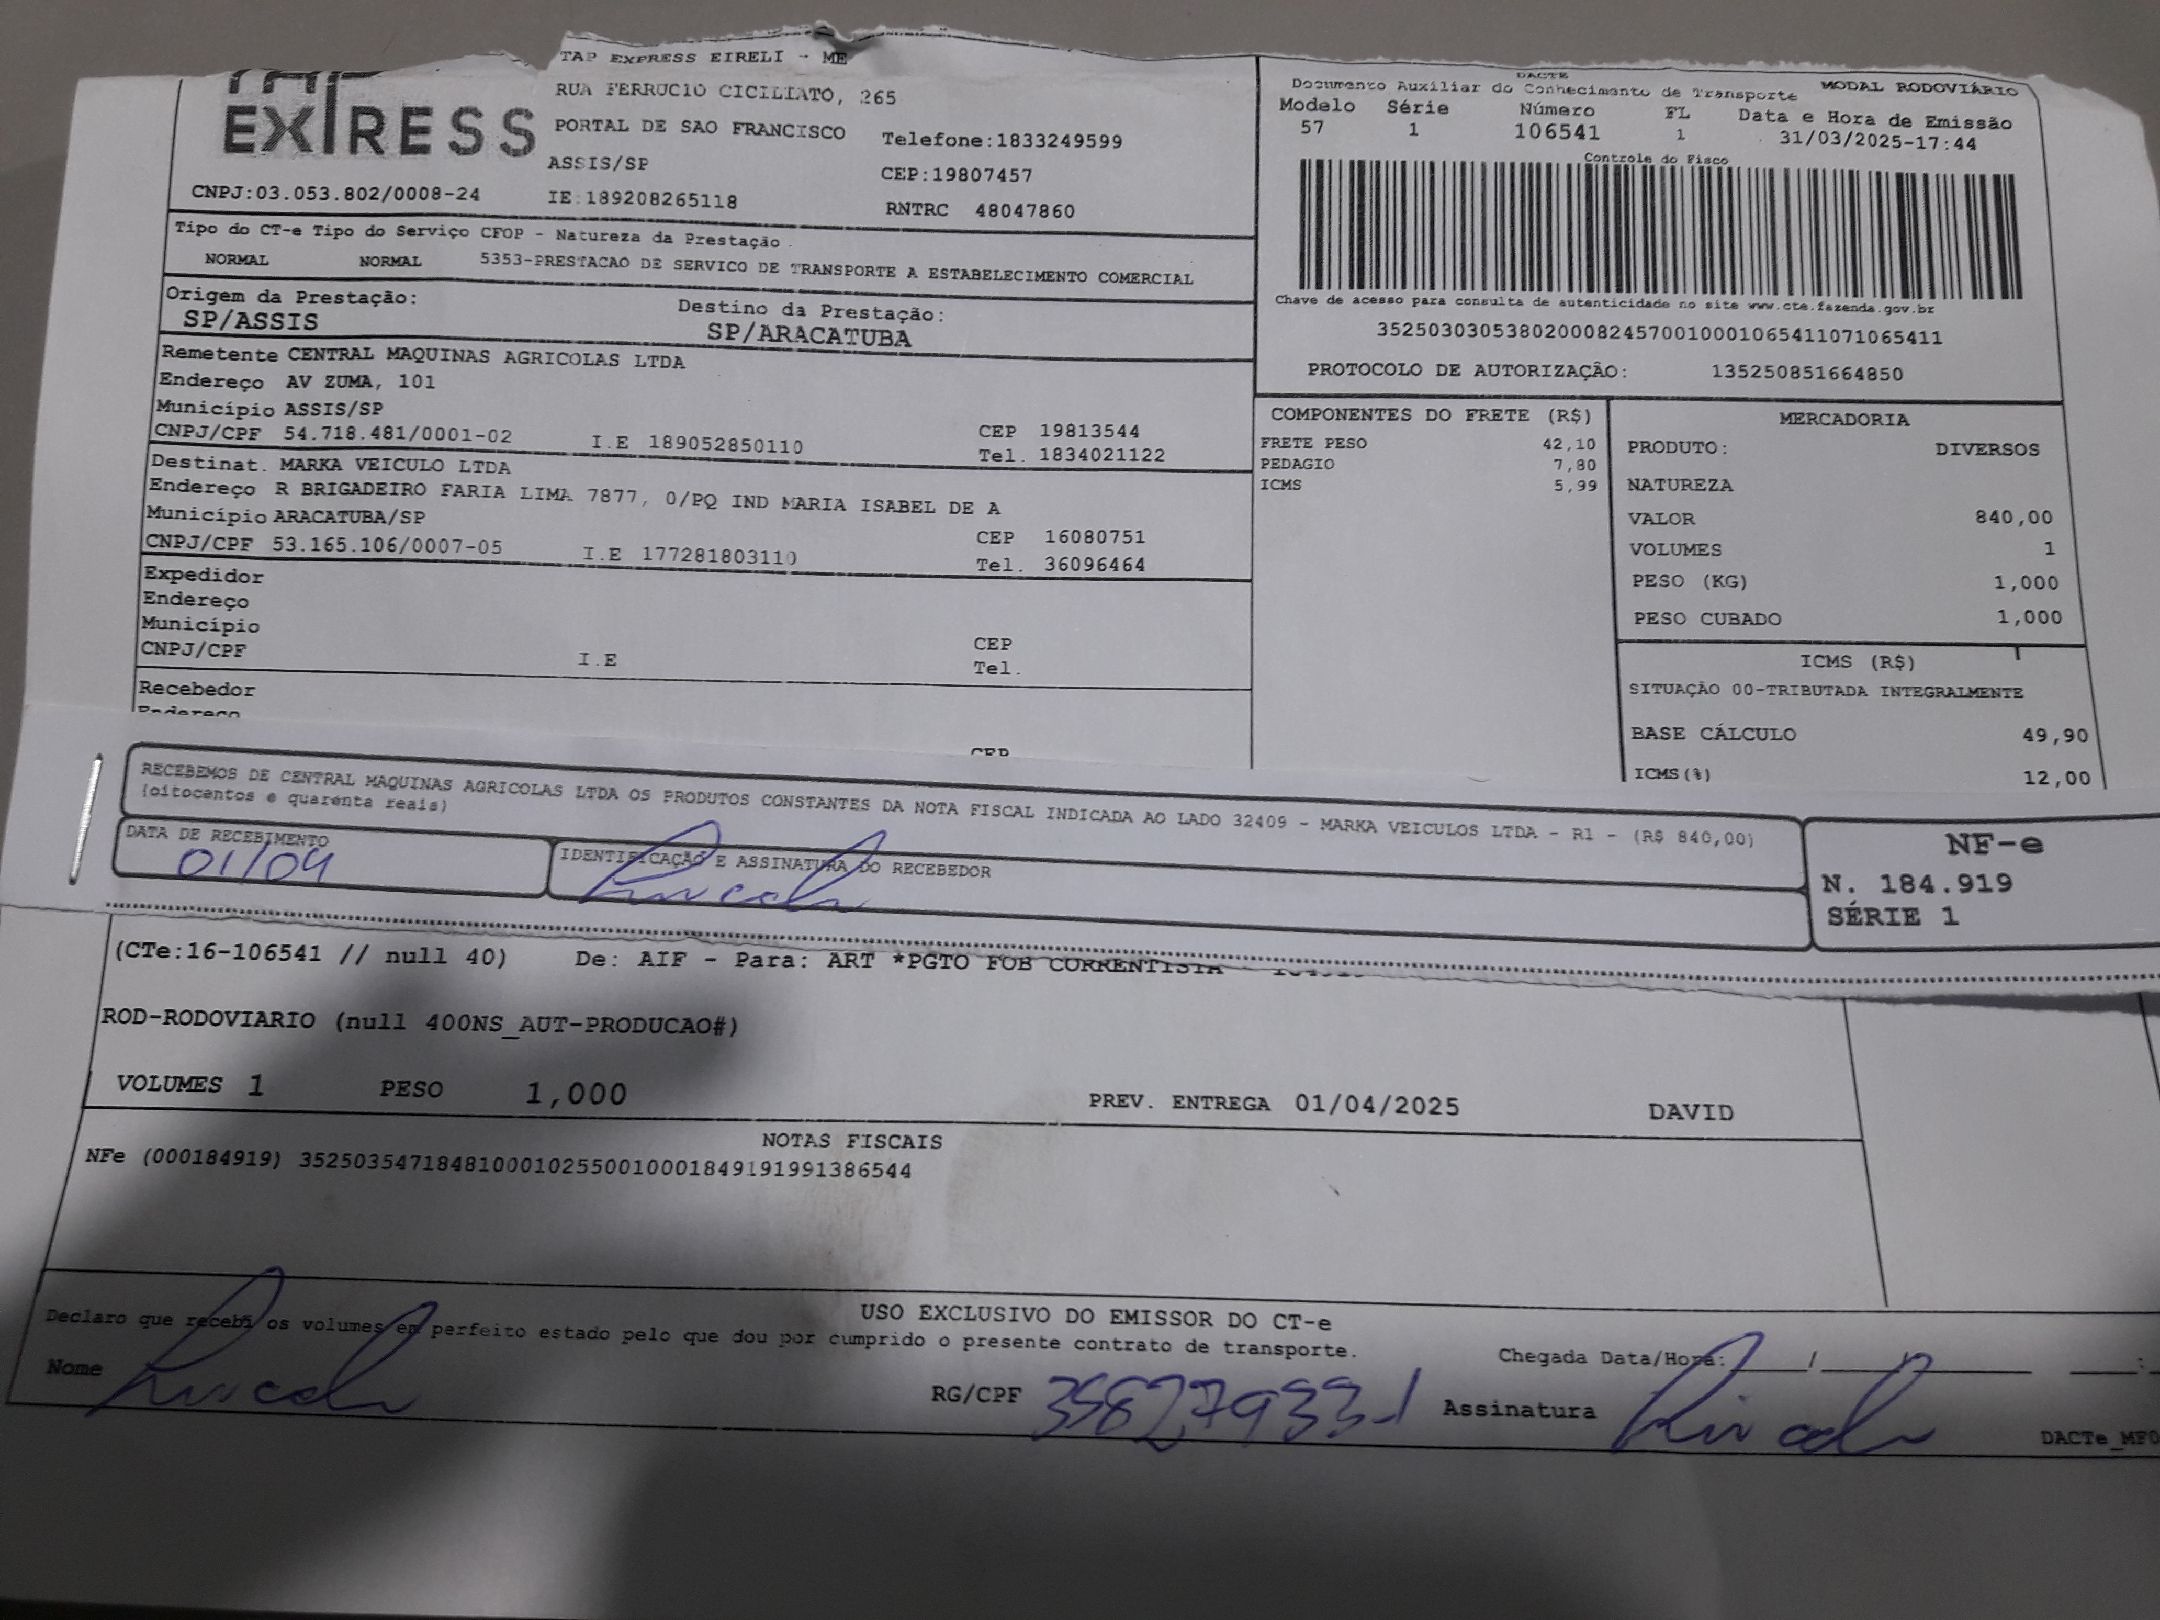 EXPRESS
TAP EXPRESS EIRELI - ME
RUA FERRUCIO CICILIATO, 265
PORTAL DE SAO FRANCISCO Telefone:1833249599
ASSIS/SP CEP:19807457
CNPJ:03.053.802/0008-24 IE:189208265118 RNTRC 48047860
DACTE
Documento Auxiliar do Conhecimento de Transporte MODAL RODOVIÁRIO
Modelo Série Número FL Data e Hora de Emissão
57 1 106541 1 31/03/2025-17:44
Controle do Fisco
Chave de acesso para consulta de autenticidade no site www.cte.fazenda.gov.br
35250303053802000824570010001065411071065411
PROTOCOLO DE AUTORIZAÇÃO: 135250851664850
Tipo do CT-e Tipo do Serviço CFOP - Natureza da Prestação
NORMAL NORMAL 5353-PRESTACAO DE SERVICO DE TRANSPORTE A ESTABELECIMENTO COMERCIAL
Origem da Prestação: Destino da Prestação:
SP/ASSIS SP/ARACATUBA
Remetente CENTRAL MAQUINAS AGRICOLAS LTDA
Endereço AV ZUMA, 101
Município ASSIS/SP CEP 19813544
CNPJ/CPF 54.718.481/0001-02 I.E 189052850110 Tel. 1834021122
Destinat. MARKA VEICULO LTDA
Endereço R BRIGADEIRO FARIA LIMA 7877, 0/PQ IND MARIA ISABEL DE A
Município ARACATUBA/SP CEP 16080751
CNPJ/CPF 53.165.106/0007-05 I.E 177281803110 Tel. 36096464
Expedidor
Endereço
Município CEP
CNPJ/CPF I.E Tel.
Recebedor
Endereço
CEP
COMPONENTES DO FRETE (R$)
FRETE PESO 42,10
PEDAGIO 7,80
ICMS 5,99
MERCADORIA
PRODUTO: DIVERSOS
NATUREZA
VALOR 840,00
VOLUMES 1
PESO (KG) 1,000
PESO CUBADO 1,000
ICMS (R$)
SITUAÇÃO 00-TRIBUTADA INTEGRALMENTE
BASE CÁLCULO 49,90
ICMS(%) 12,00
RECEBEMOS DE CENTRAL MAQUINAS AGRICOLAS LTDA OS PRODUTOS CONSTANTES DA NOTA FISCAL INDICADA AO LADO 32409 - MARKA VEICULOS LTDA - R1 - (R$ 840,00)
(oitocentos e quarenta reais)
DATA DE RECEBIMENTO IDENTIFICAÇÃO E ASSINATURA DO RECEBEDOR
01/04
NF-e
N. 184.919
SÉRIE 1
(CTe:16-106541 // null 40) De: AIF - Para: ART *PGTO FOB CORRENTISTA -
ROD-RODOVIARIO (null 400NS_AUT-PRODUCAO#)
VOLUMES 1 PESO 1,000 PREV. ENTREGA 01/04/2025 DAVID
NOTAS FISCAIS
NFe (000184919) 35250354718481000102550010001849191991386544
USO EXCLUSIVO DO EMISSOR DO CT-e
Declaro que recebi os volumes em perfeito estado pelo que dou por cumprido o presente contrato de transporte.
Chegada Data/Hora: / / :
Nome RG/CPF 35827933-1 Assinatura
DACTe_MF0